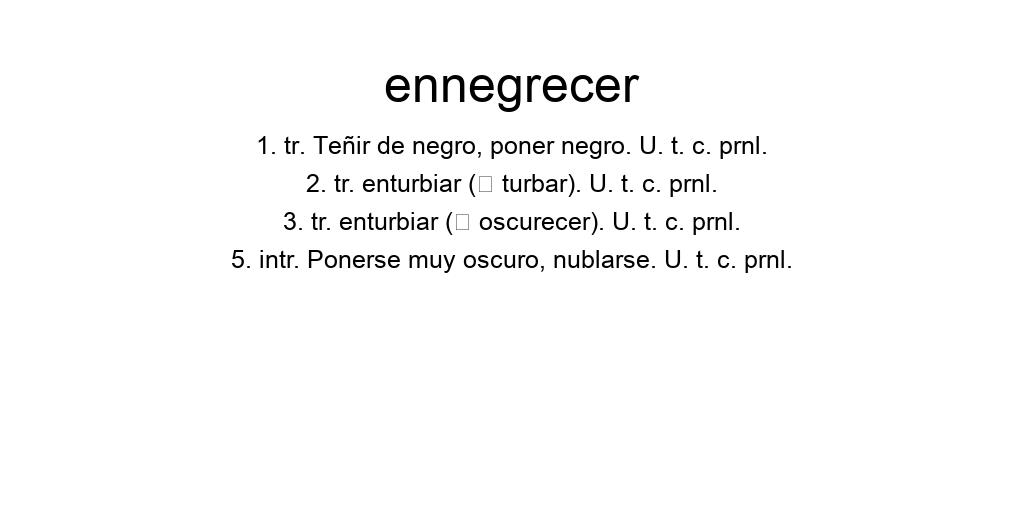 ennegrecer
1. tr. Teñir de negro, poner negro. U. t. c. prnl.
2. tr. enturbiar (□ turbar). U. t. c. prnl.
3. tr. enturbiar (□ oscurecer). U. t. c. prnl.
5. intr. Ponerse muy oscuro, nublarse. U. t. c. prnl.